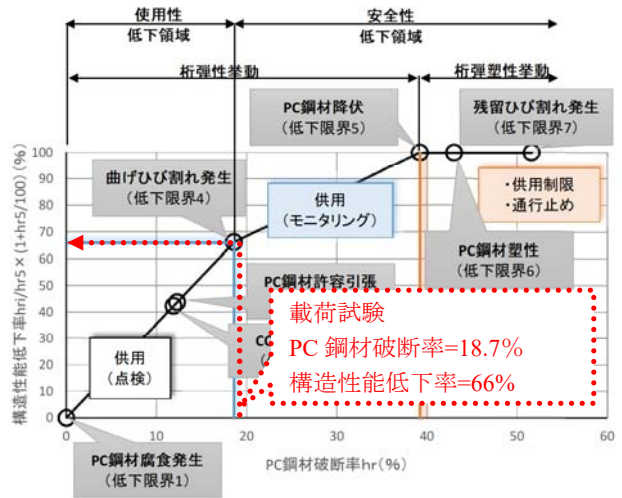 使用性
低下領域
安全性
低下領域
桁弾性挙動
桁弾塑性挙動
PC鋼材降伏
(低下限界5)
残留ひび割れ発生
(低下限界7)
曲げひび割れ発生
(低下限界4)
供用
(モニタリング)
・供用制限
・通行止め
PC鋼材塑性
(低下限界6)
PC鋼材許容引張
載荷試験
PC 鋼材破断率=18.7%
構造性能低下率=66%
供用
(点検)
PC鋼材腐食発生
(低下限界1)
構造性能低下率hri/hr5×(1+hr5/100)(%)
100
90
80
70
60
50
40
30
20
10
0
0 10 20 30 40 50 60
PC鋼材破断率hr(%)